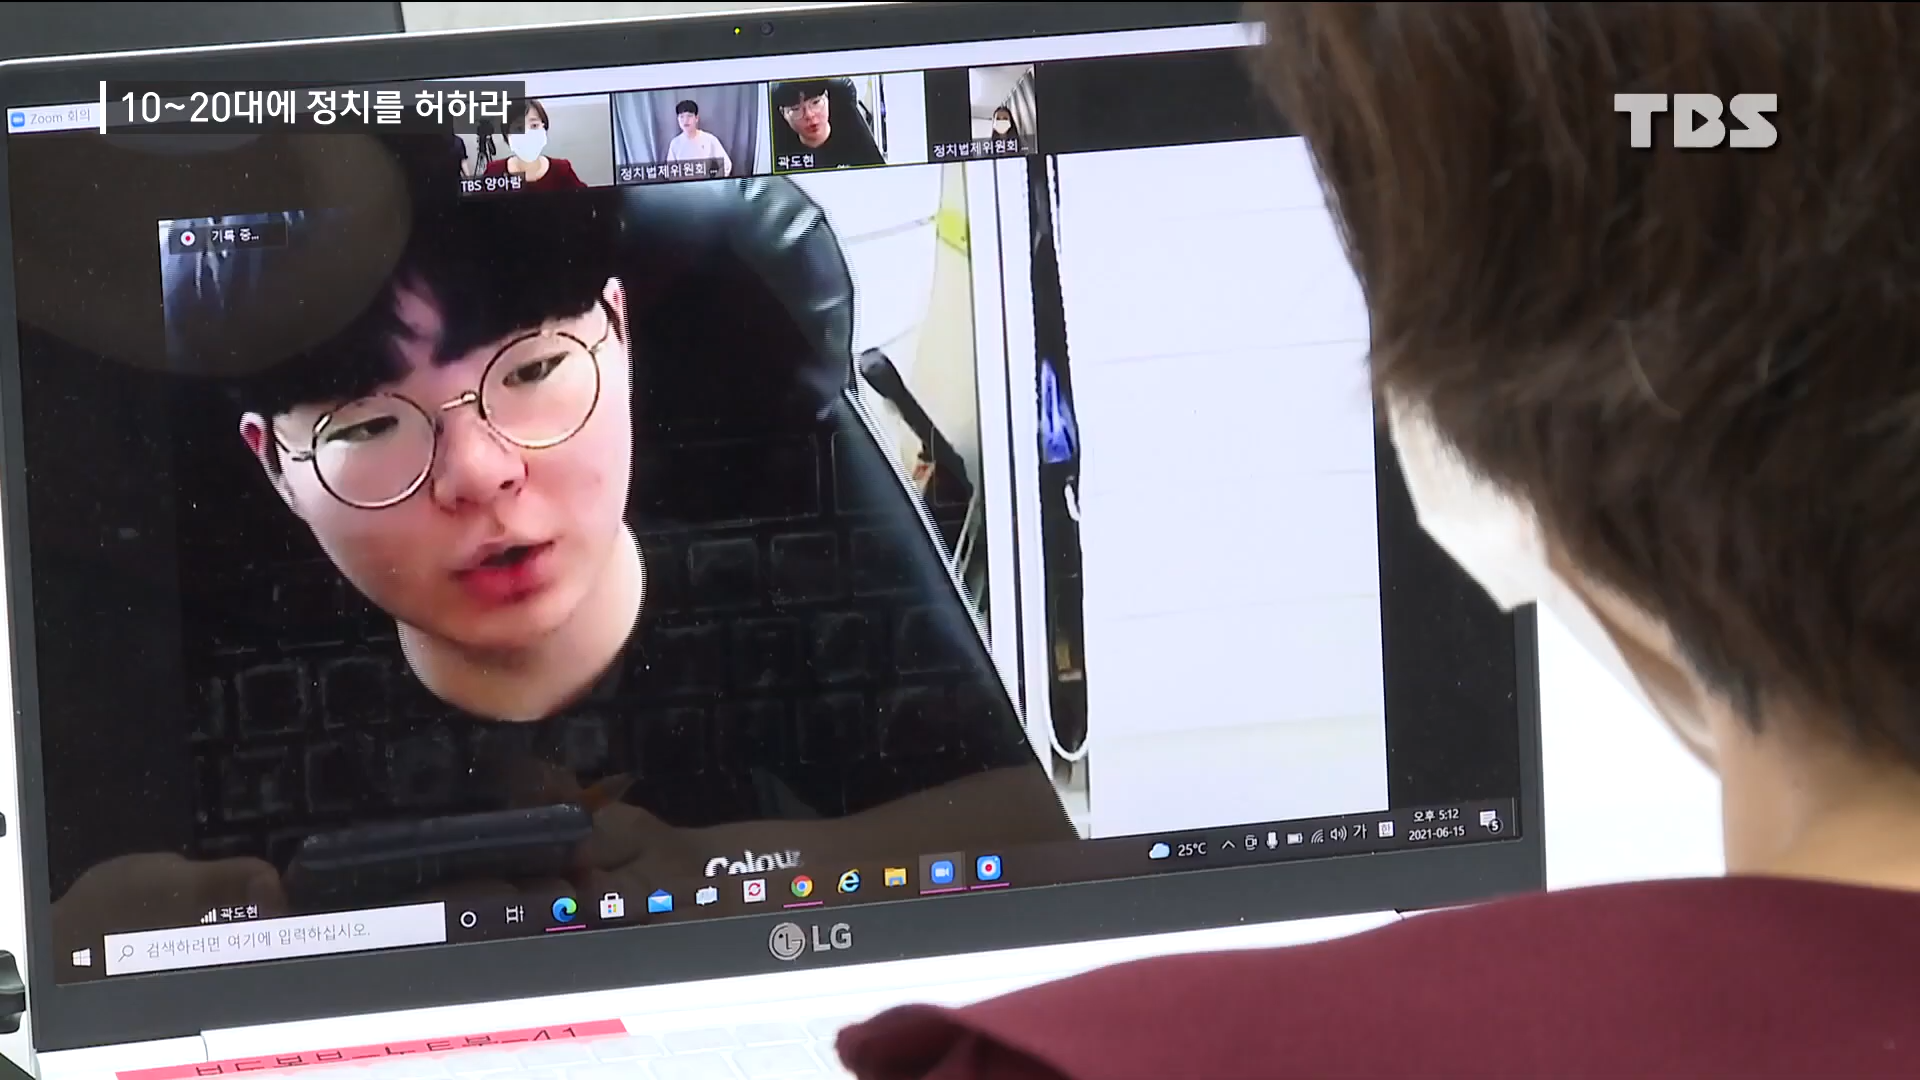 10~20대에 정치를 허하라
TBS
Zoom 회의
TBS 양아람
정치법제위원회 ...
곽도현
정치법제위원회 ...
기록 중...
Colour
곽도현
검색하려면 여기에 입력하십시오.
25°C
가
오후 5:12
2021-06-15
5
LG